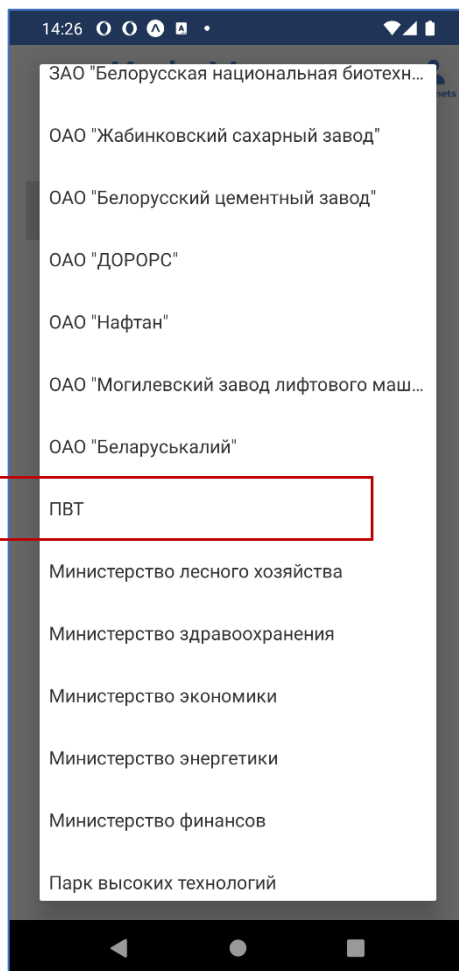 14:26
ЗАО "Белорусская национальная биотехн...
nets
ОАО "Жабинковский сахарный завод"
ОАО "Белорусский цементный завод"
ОАО "ДОРОРС"
ОАО "Нафтан"
ОАО "Могилевский завод лифтового маш...
ОАО "Беларуськалий"
ПВТ
Министерство лесного хозяйства
Министерство здравоохранения
Министерство экономики
Министерство энергетики
Министерство финансов
Парк высоких технологий